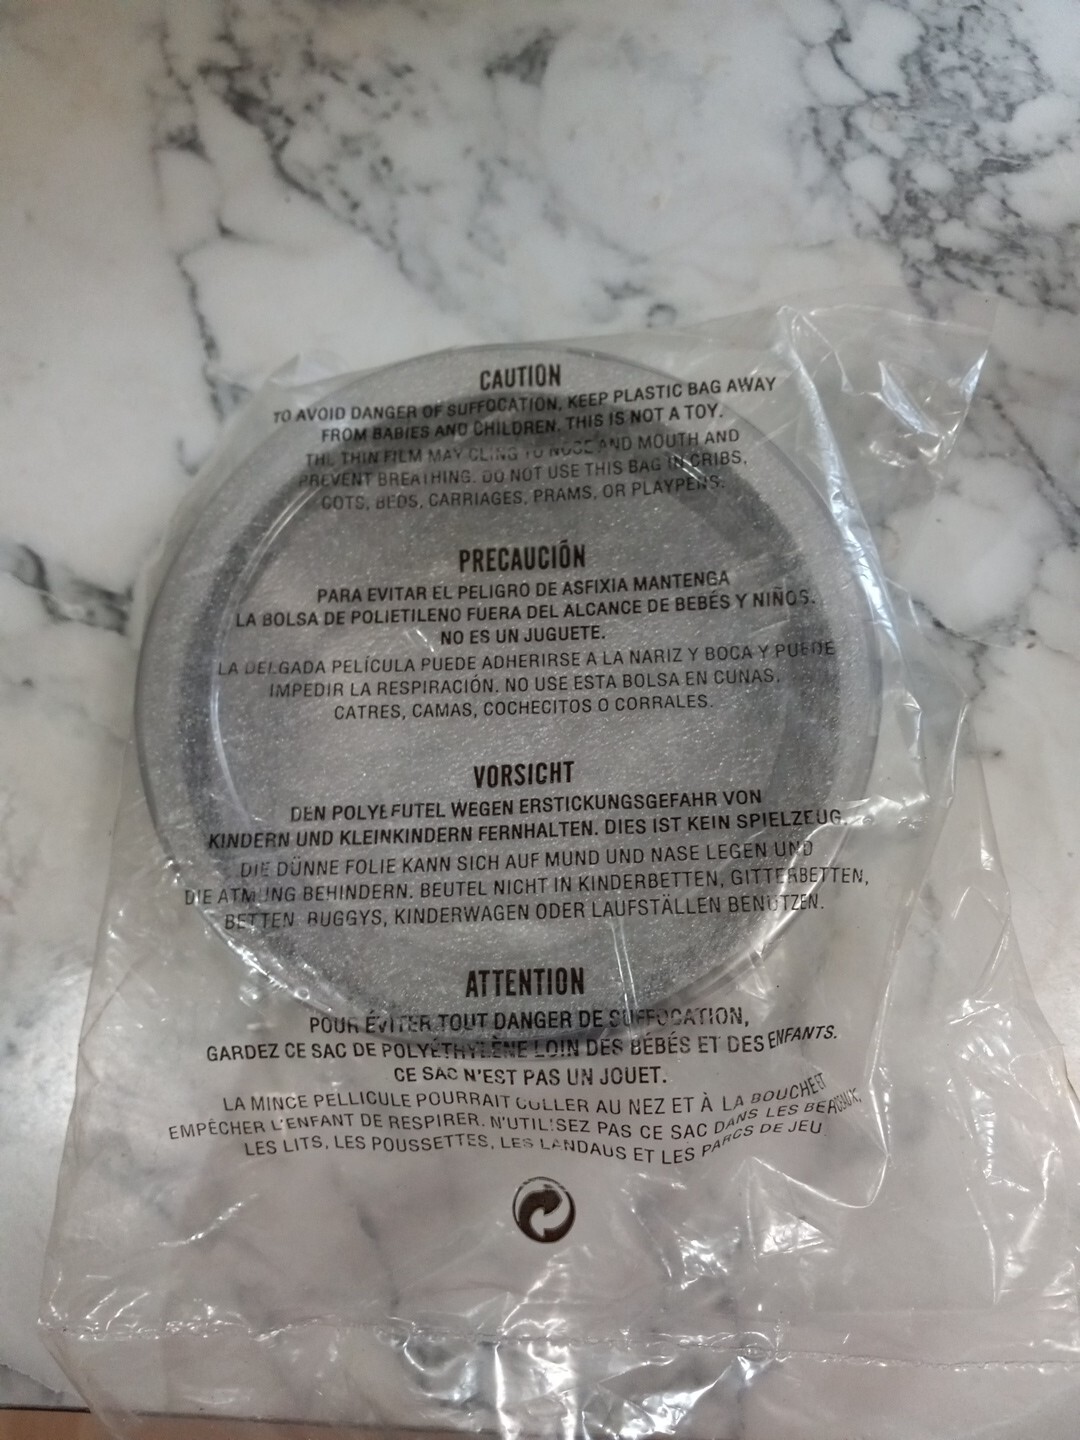 CAUTION
TO AVOID DANGER OF SUFFOCATION, KEEP PLASTIC BAG AWAY
FROM BABIES AND CHILDREN. THIS IS NOT A TOY.
THE THIN FILM MAY CLING TO NOSE AND MOUTH AND
PREVENT BREATHING. DO NOT USE THIS BAG IN CRIBS,
COTS, BEDS, CARRIAGES, PRAMS, OR PLAYPENS.
PRECAUCIÓN
PARA EVITAR EL PELIGRO DE ASFIXIA MANTENGA
LA BOLSA DE POLIETILENO FUERA DEL ALCANCE DE BEBÉS Y NIÑOS.
NO ES UN JUGUETE.
LA DELGADA PELÍCULA PUEDE ADHERIRSE A LA NARIZ Y BOCA Y PUEDE
IMPEDIR LA RESPIRACIÓN. NO USE ESTA BOLSA EN CUNAS,
CATRES, CAMAS, COCHECITOS O CORRALES.
VORSICHT
DEN WEGEN ERSTICKUNGSGEFAHR VON
KINDERN UND KLEINKINDERN FERNHALTEN. DIES IST KEIN SPIELZEUG.
DIE DÜNNE FOLIE KANN SICH AUF MUND UND NASE LEGEN UND
DIE ATMUNG BEHINDERN. BEUTEL NICHT IN KINDERBETTEN, GITTERBETTEN,
BETTEN, BUGGYS, KINDERWAGEN ODER LAUFSTÄLLEN BENUTZEN.
ATTENTION
POUR ÉVITER TOUT DANGER DE SUFFOCATION,
GARDEZ CE SAC DE POLYÉTHYLÈNE LOIN DES BÉBÉS ET DES ENFANTS.
CE SAC N'EST PAS UN JOUET.
LA MINCE PELLICULE POURRAIT COLLER AU NEZ ET À LA BOUCHE ET
EMPÊCHER L'ENFANT DE RESPIRER. N'UTILISEZ PAS CE SAC DANS LES BERCEAUX,
LES LITS, LES POUSSETTES, LES LANDAUS ET LES PARCS DE JEU